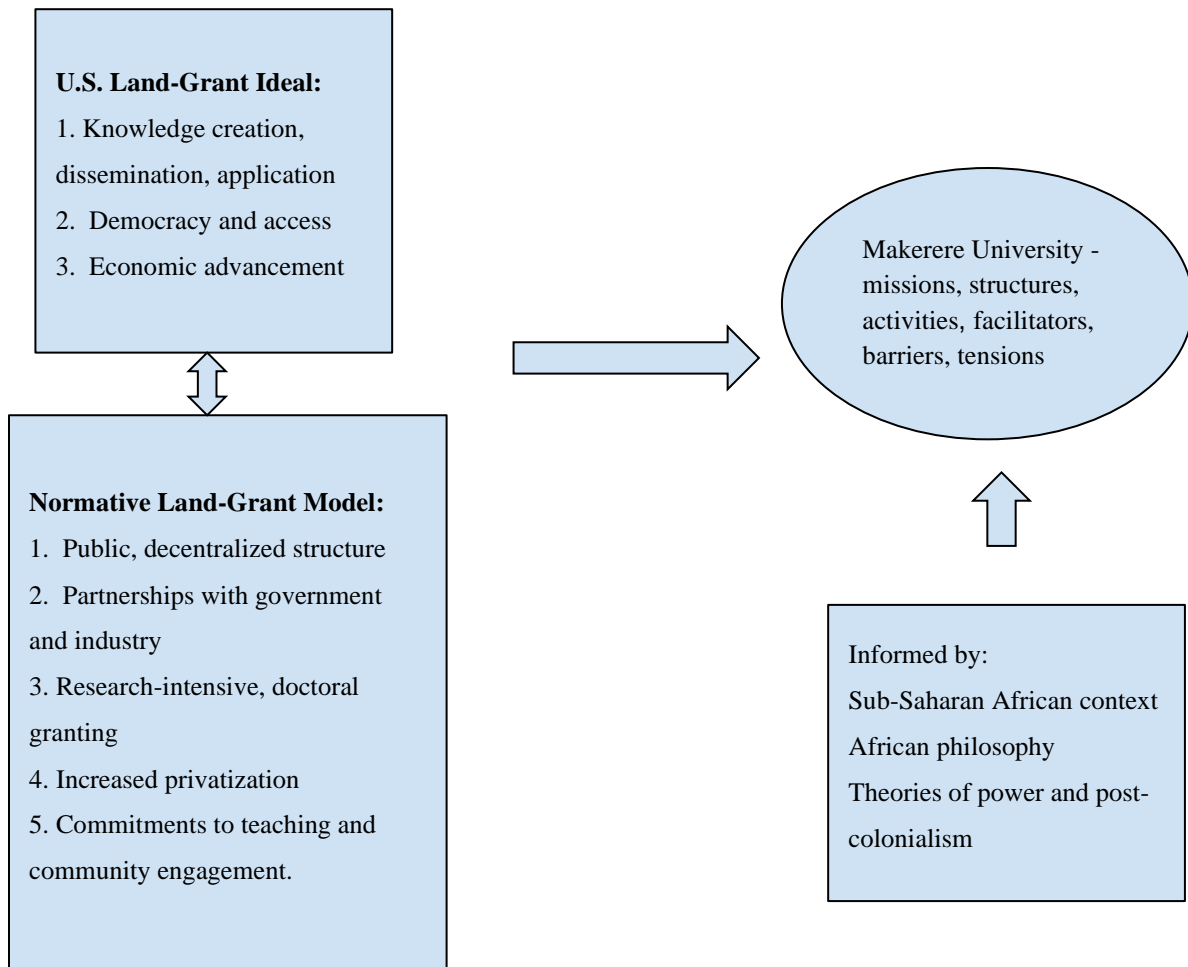 U.S. Land-Grant Ideal:
1. Knowledge creation,
dissemination, application
2. Democracy and access
3. Economic advancement
Normative Land-Grant Model:
1. Public, decentralized structure
2. Partnerships with government
and industry
3. Research-intensive, doctoral
granting
4. Increased privatization
5. Commitments to teaching and
community engagement.
Makerere University -
missions, structures,
activities, facilitators,
barriers, tensions
Informed by:
Sub-Saharan African context
African philosophy
Theories of power and post-
colonialism